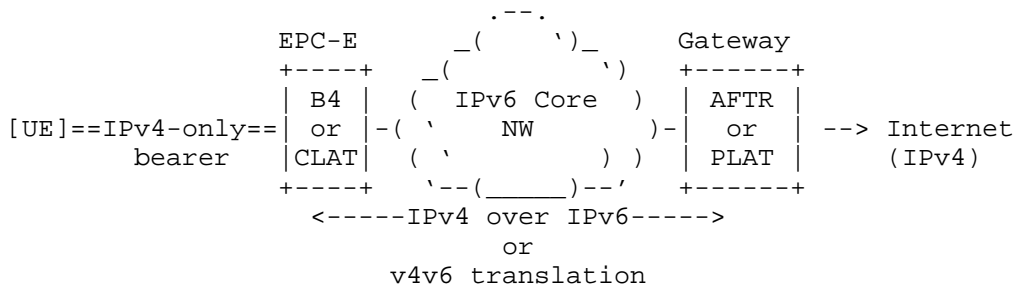 .--.
EPC-E _( `)_ Gateway
+----+ _( `) +------+
| B4 | ( IPv6 Core ) | AFTR |
[UE]==IPv4-only==| or |-( ` NW )-| or | --> Internet
bearer |CLAT| ( ` ) ) | PLAT | (IPv4)
+----+ `--(_____)--' +------+
<-----IPv4 over IPv6----->
or
v4v6 translation